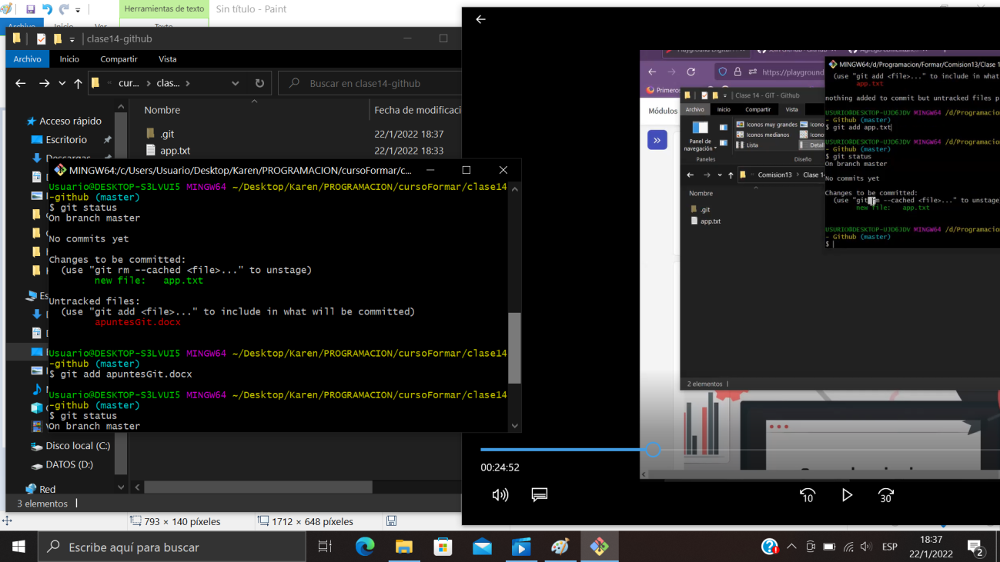 Herramientas de texto
Sin título - Paint
Archivo
Inicio
Ver
Texto
clase14-github
Archivo
Inicio
Compartir
Vista
cur...
clas...
Buscar en clase14-github
Nombre
Fecha de modificaci
.git
22/1/2022 18:37
app.txt
22/1/2022 18:33
Acceso rápido
Escritorio
Descargas
Disco local (C:)
DATOS (D:)
Red
3 elementos
MINGW64:/c/Users/Usuario/Desktop/Karen/PROGRAMACION/cursoFormar/c...
Usuario@DESKTOP-S3LVUI5 MINGW64 ~/Desktop/Karen/PROGRAMACION/cursoFormar/clase14
-github (master)
$ git status
On branch master
No commits yet
Changes to be committed:
(use "git rm --cached <file>..." to unstage)
new file: app.txt
Untracked files:
(use "git add <file>..." to include in what will be committed)
apuntesGit.docx
Usuario@DESKTOP-S3LVUI5 MINGW64 ~/Desktop/Karen/PROGRAMACION/cursoFormar/clase14
-github (master)
$ git add apuntesGit.docx
Usuario@DESKTOP-S3LVUI5 MINGW64 ~/Desktop/Karen/PROGRAMACION/cursoFormar/clase14
-github (master)
$ git status
On branch master
https://playground
Primeros
Módulos
Clase 14 - GIT - Github
Archivo
Inicio
Compartir
Vista
Panel de
navegación
Iconos muy grandes
Iconos medianos
Lista
Icono
Icono
Detall
Paneles
Diseño
Comision13
Clase 14
Nombre
.git
app.txt
2 elementos
MINGW64:/d/Programacion/Formar/Comision13/Clase 1
(use "git add <file>..." to include in what
app.txt
nothing added to commit but untracked files p
USURIO@DESKTOP-UJD6JDV MINGW64 /d/Programacio
- Github (master)
$ git add app.txt
USURIO@DESKTOP-UJD6JDV MINGW64 /d/Programacio
- Github (master)
$ git status
On branch master
No commits yet
Changes to be committed:
(use "git rm --cached <file>..." to unstage
new file: app.txt
USURIO@DESKTOP-UJD6JDV MINGW64 /d/Programacio
- Github (master)
$
00:24:52
10
30
793 × 140 píxeles
1712 × 648 píxeles
Escribe aquí para buscar
ESP
18:37
22/1/2022
2